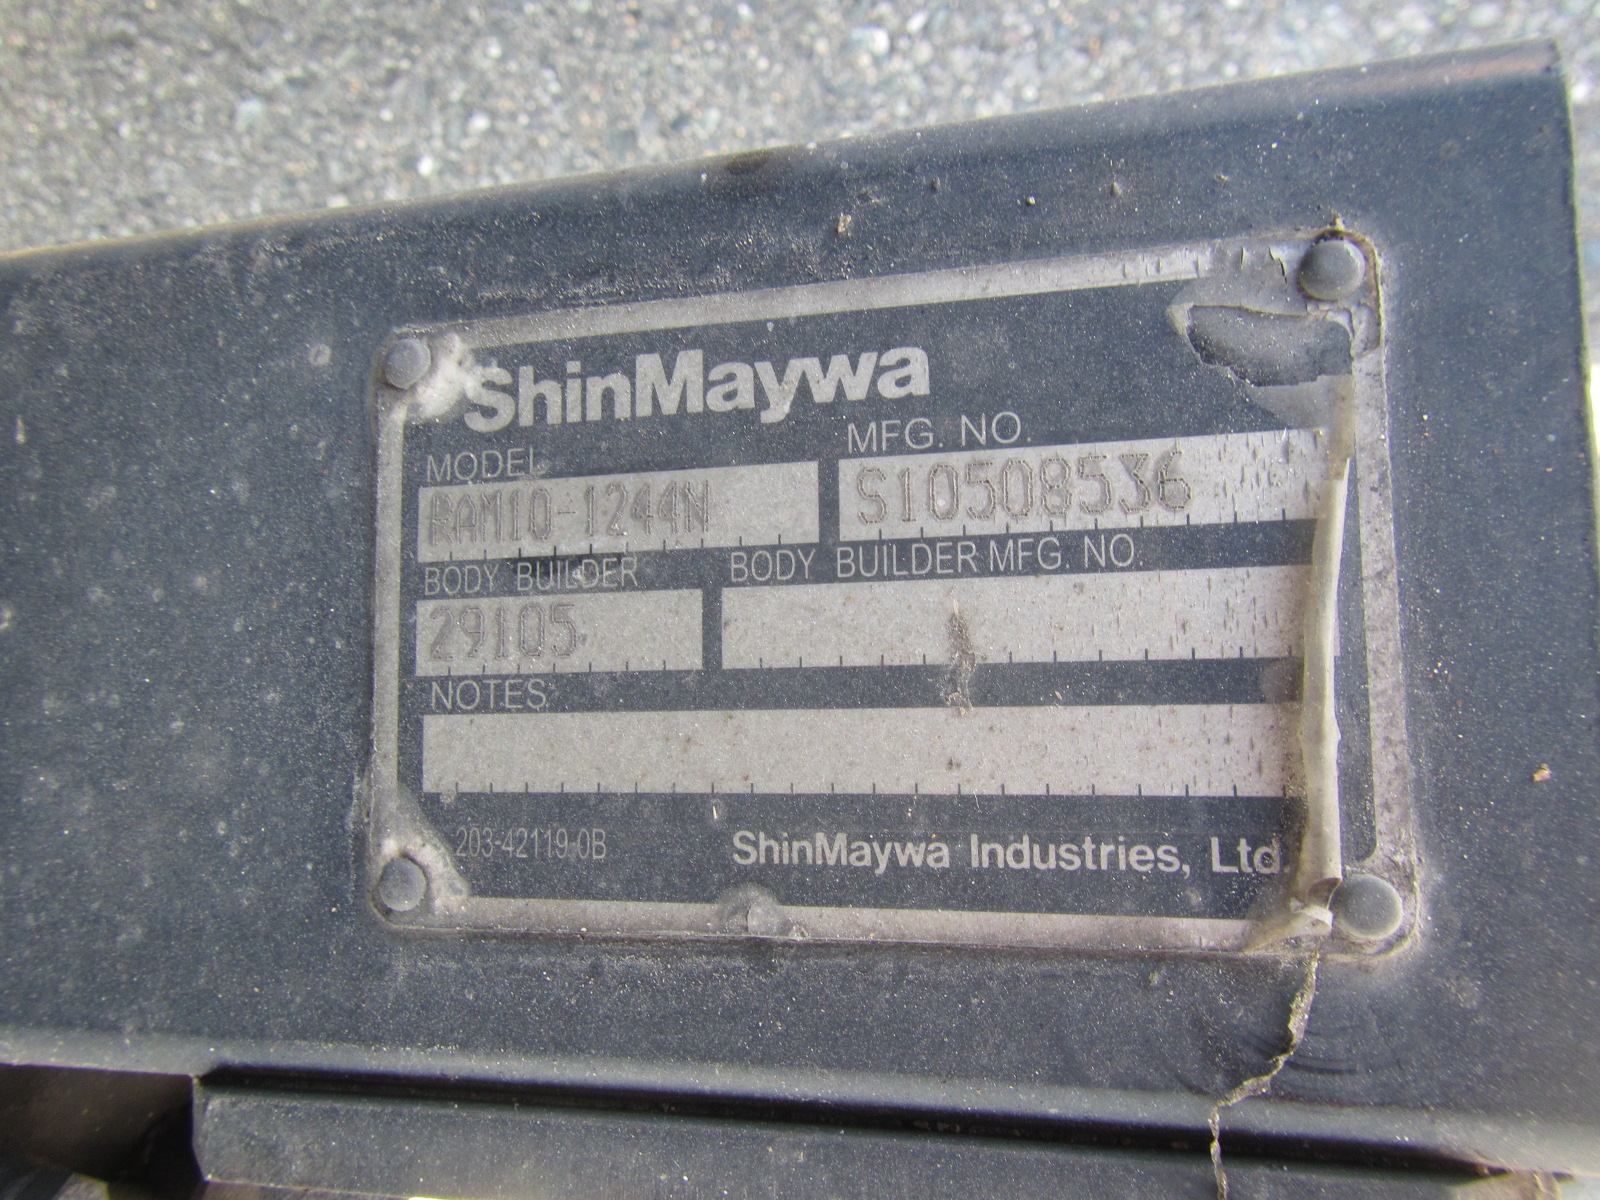 ShinMaywa
MODEL MFG. NO.
RAM10-1244N S10508536
BODY BUILDER BODY BUILDER MFG. NO.
29105
NOTES
203-42119-0B ShinMaywa Industries, Ltd.